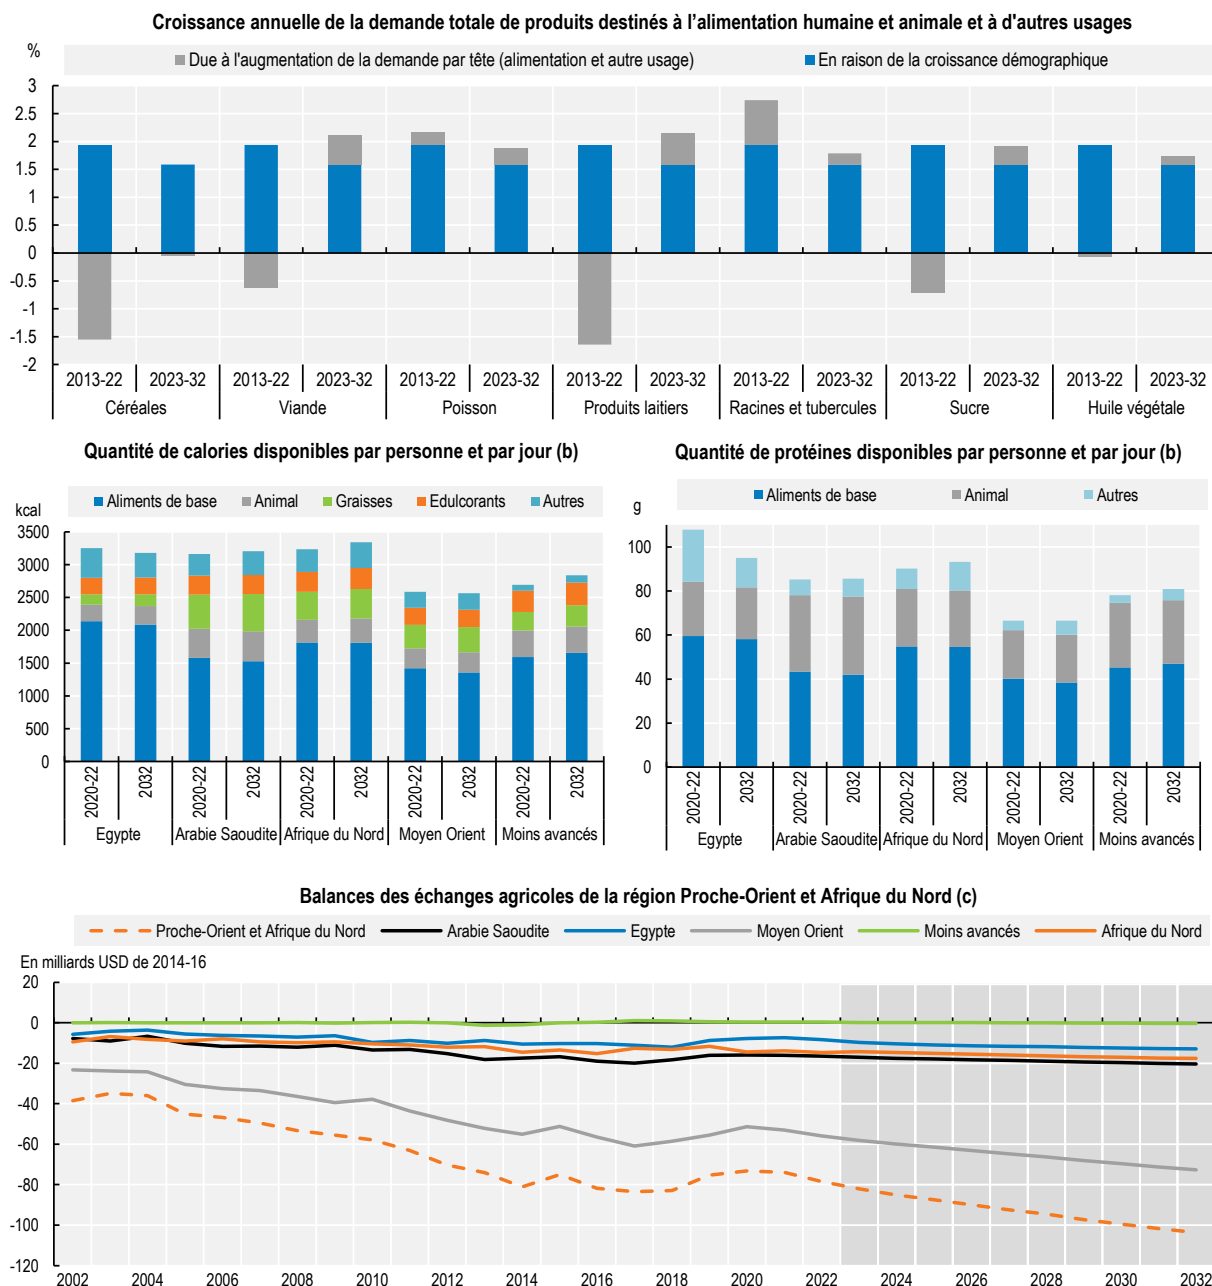 Croissance annuelle de la demande totale de produits destinés à l’alimentation humaine et animale et à d'autres usages
%
Due à l'augmentation de la demande par tête (alimentation et autre usage)
En raison de la croissance démographique
3
2.5
2
1.5
1
0.5
0
-0.5
-1
-1.5
-2
2013-22 2023-32 2013-22 2023-32 2013-22 2023-32 2013-22 2023-32 2013-22 2023-32 2013-22 2023-32 2013-22 2023-32
Céréales Viande Poisson Produits laitiers Racines et tubercules Sucre Huile végétale
Quantité de calories disponibles par personne et par jour (b)
Aliments de base Animal Graisses Edulcorants Autres
kcal
3500
3000
2500
2000
1500
1000
500
0
2020-22 2032 2020-22 2032 2020-22 2032 2020-22 2032 2020-22 2032
Egypte Arabie Saoudite Afrique du Nord Moyen Orient Moins avancés
Quantité de protéines disponibles par personne et par jour (b)
Aliments de base Animal Autres
g
100
80
60
40
20
0
2020-22 2032 2020-22 2032 2020-22 2032 2020-22 2032 2020-22 2032
Egypte Arabie Saoudite Afrique du Nord Moyen Orient Moins avancés
Balances des échanges agricoles de la région Proche-Orient et Afrique du Nord (c)
Proche-Orient et Afrique du Nord Arabie Saoudite Egypte Moyen Orient Moins avancés Afrique du Nord
En milliards USD de 2014-16
20
0
-20
-40
-60
-80
-100
-120
2002 2004 2006 2008 2010 2012 2014 2016 2018 2020 2022 2024 2026 2028 2030 2032